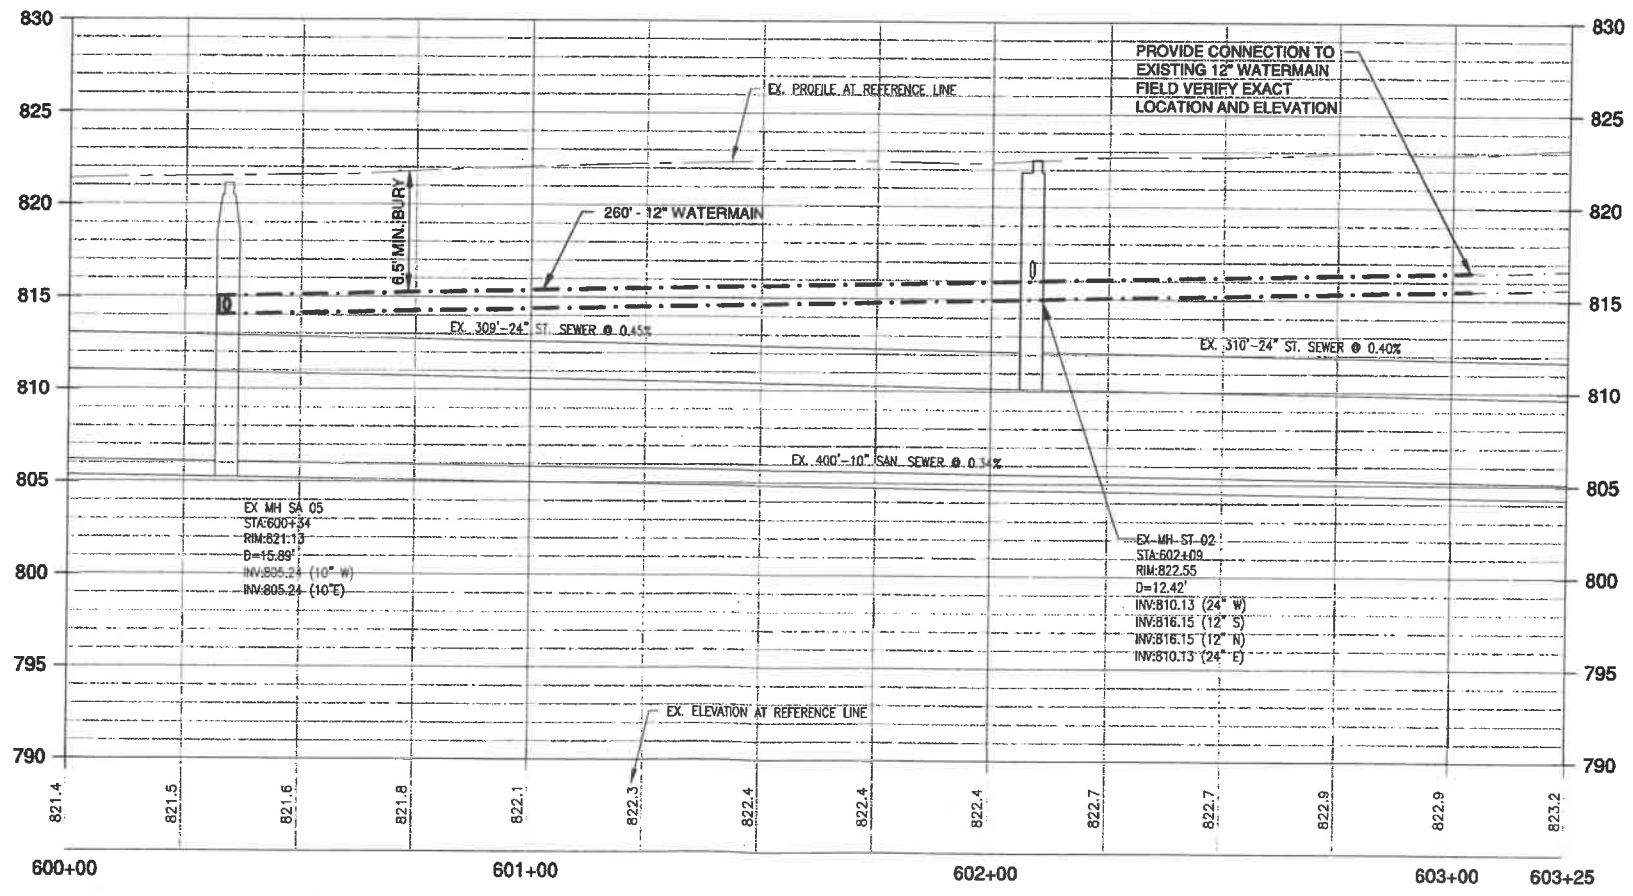 830
825
820
815
810
805
800
795
790
830
825
820
815
810
805
800
795
790
PROVIDE CONNECTION TO
EXISTING 12" WATERMAIN
FIELD VERIFY EXACT
LOCATION AND ELEVATION
EX. PROFILE AT REFERENCE LINE
6.5' MIN. BURY
260' - 12" WATERMAIN
EX. 309'-24" ST. SEWER @ 0.45%
EX. 310'-24" ST. SEWER @ 0.40%
EX. 400'-10" SAN. SEWER @ 0.34%
EX MH SA 05
STA:600+34
RIM:821.13
D=15.89'
INV:805.24 (10" W)
INV:805.24 (10"E)
EX-MH-ST-02
STA:602+09
RIM:822.55
D=12.42'
INV:810.13 (24" W)
INV:816.15 (12" S)
INV:816.15 (12" N)
INV:810.13 (24" E)
EX. ELEVATION AT REFERENCE LINE
821.4
821.5
821.6
821.8
822.1
822.3
822.4
822.4
822.4
822.7
822.7
822.9
822.9
823.2
600+00
601+00
602+00
603+00
603+25